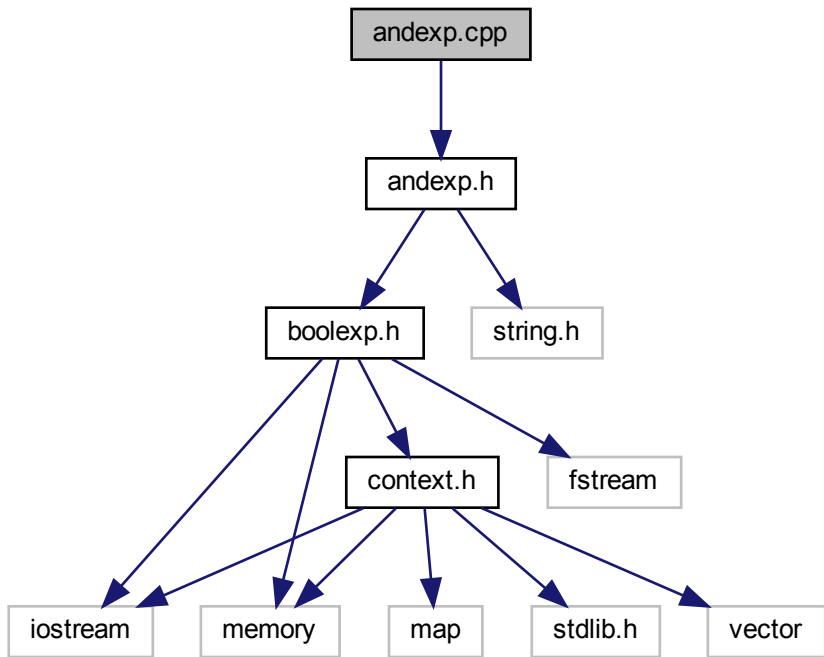 andexp.cpp
andexp.h
boolexp.h
string.h
context.h
fstream
iostream
memory
map
stdlib.h
vector